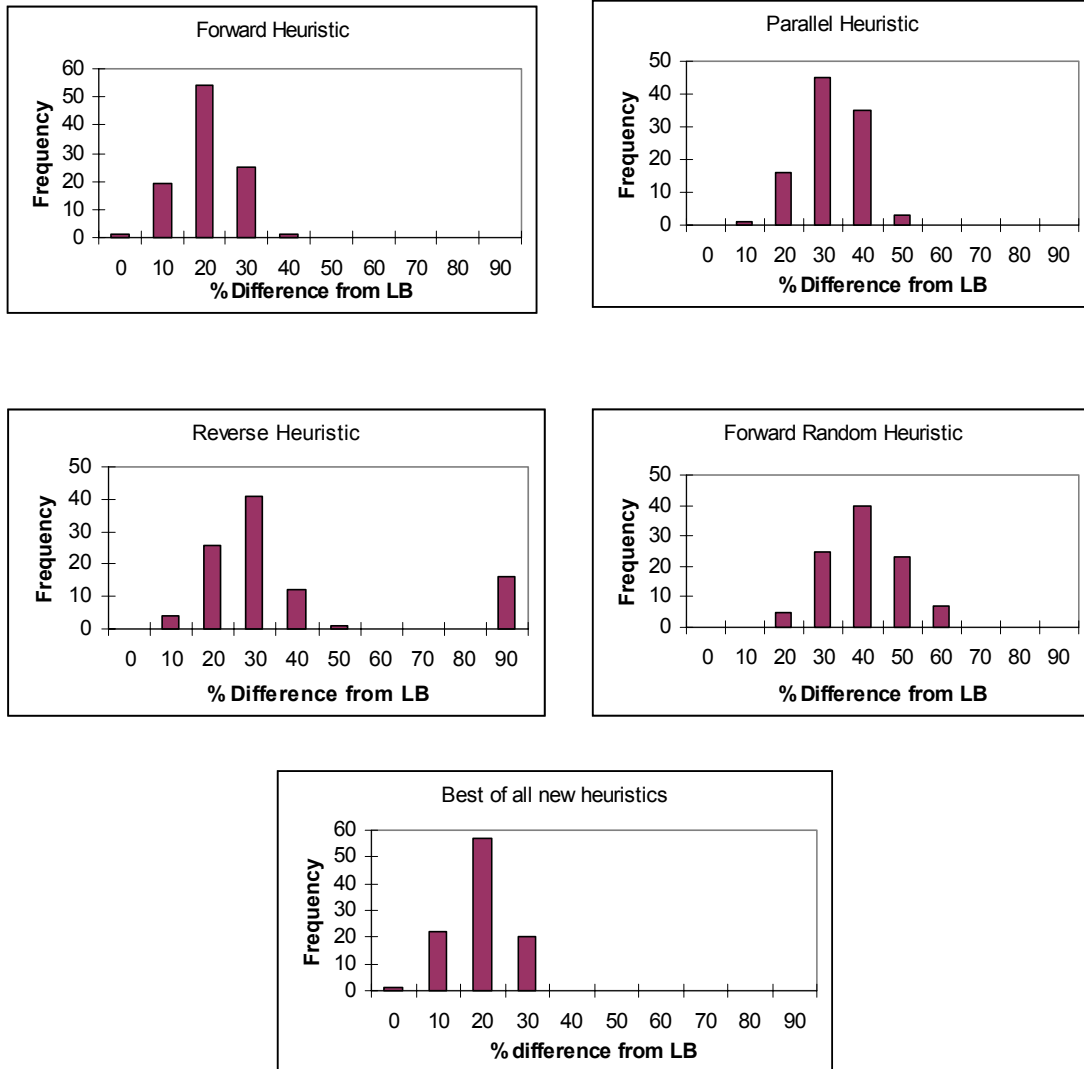 Forward Heuristic
60
50
40
30
20
10
0
Frequency
0 10 20 30 40 50 60 70 80 90
% Difference from LB
Parallel Heuristic
50
40
30
20
10
0
Frequency
0 10 20 30 40 50 60 70 80 90
% Difference from LB
Reverse Heuristic
50
40
30
20
10
0
Frequency
0 10 20 30 40 50 60 70 80 90
% Difference from LB
Forward Random Heuristic
50
40
30
20
10
0
Frequency
0 10 20 30 40 50 60 70 80 90
% Difference from LB
Best of all new heuristics
60
50
40
30
20
10
0
Frequency
0 10 20 30 40 50 60 70 80 90
% difference from LB